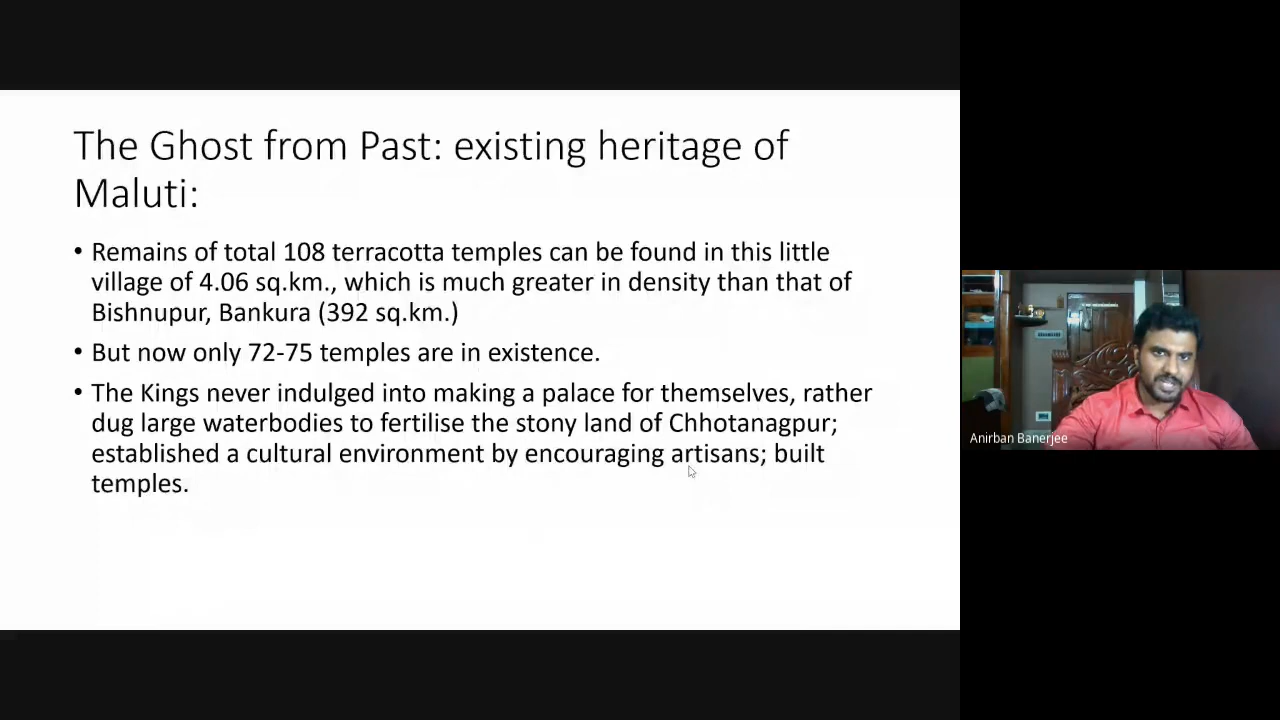 The Ghost from Past: existing heritage of
Maluti:
• Remains of total 108 terracotta temples can be found in this little
village of 4.06 sq.km., which is much greater in density than that of
Bishnupur, Bankura (392 sq.km.)
• But now only 72-75 temples are in existence.
• The Kings never indulged into making a palace for themselves, rather
dug large waterbodies to fertilise the stony land of Chhotanagpur;
established a cultural environment by encouraging artisans; built
temples.
Anirban Banerjee